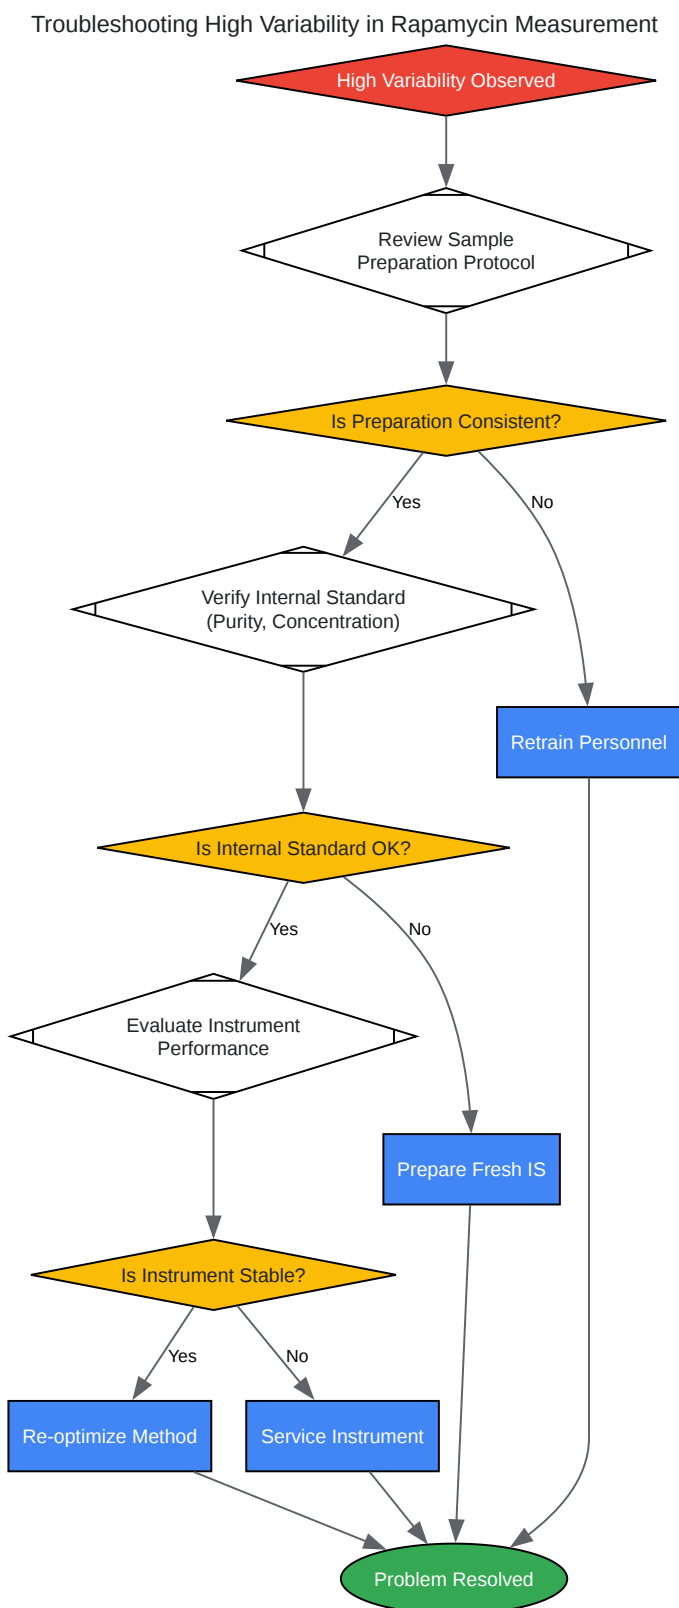 Troubleshooting High Variability in Rapamycin Measurement
High Variability Observed
Review Sample
Preparation Protocol
Is Preparation Consistent?
Yes
No
Verify Internal Standard
(Purity, Concentration)
Retrain Personnel
Is Internal Standard OK?
Yes
No
Evaluate Instrument
Performance
Prepare Fresh IS
Is Instrument Stable?
Yes
No
Re-optimize Method
Service Instrument
Problem Resolved